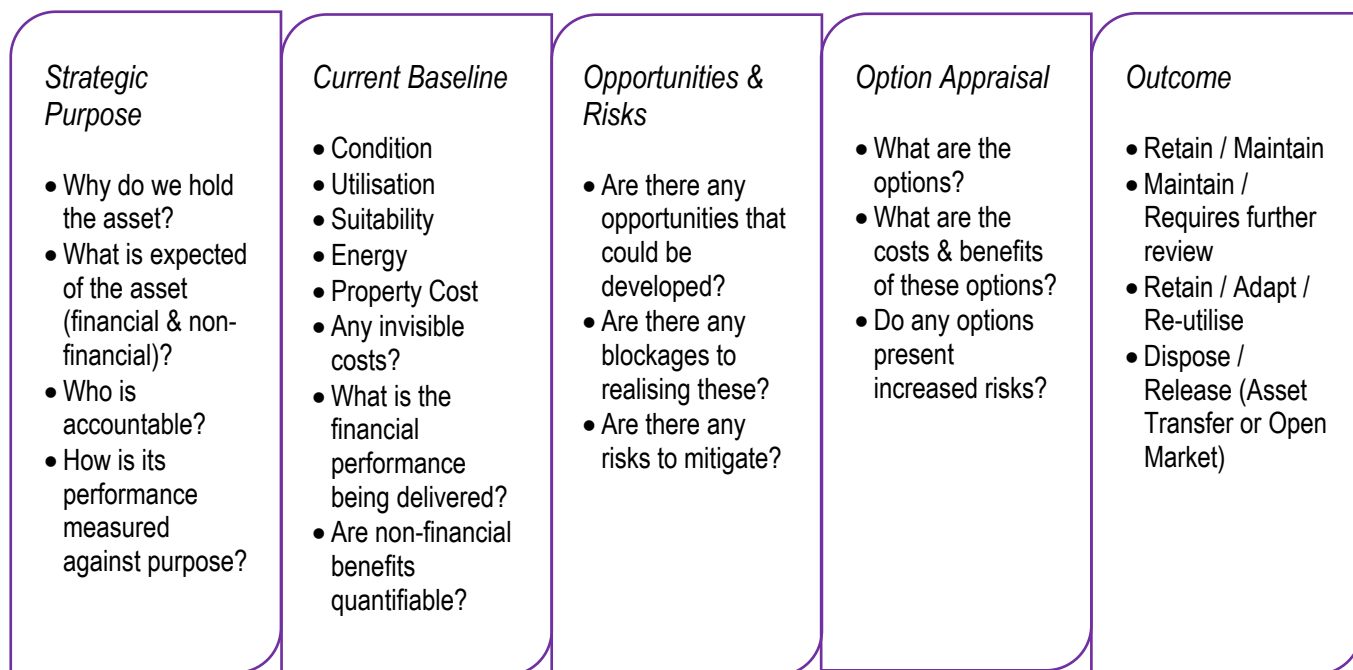 Strategic
Purpose
• Why do we hold
the asset?
• What is expected
of the asset
(financial & non-
financial)?
• Who is
accountable?
• How is its
performance
measured
against purpose?
Current Baseline
• Condition
• Utilisation
• Suitability
• Energy
• Property Cost
• Any invisible
costs?
• What is the
financial
performance
being delivered?
• Are non-financial
benefits
quantifiable?
Opportunities &
Risks
• Are there any
opportunities that
could be
developed?
• Are there any
blockages to
realising these?
• Are there any
risks to mitigate?
Option Appraisal
• What are the
options?
• What are the
costs & benefits
of these options?
• Do any options
present
increased risks?
Outcome
• Retain / Maintain
• Maintain /
Requires further
review
• Retain / Adapt /
Re-utilise
• Dispose /
Release (Asset
Transfer or Open
Market)